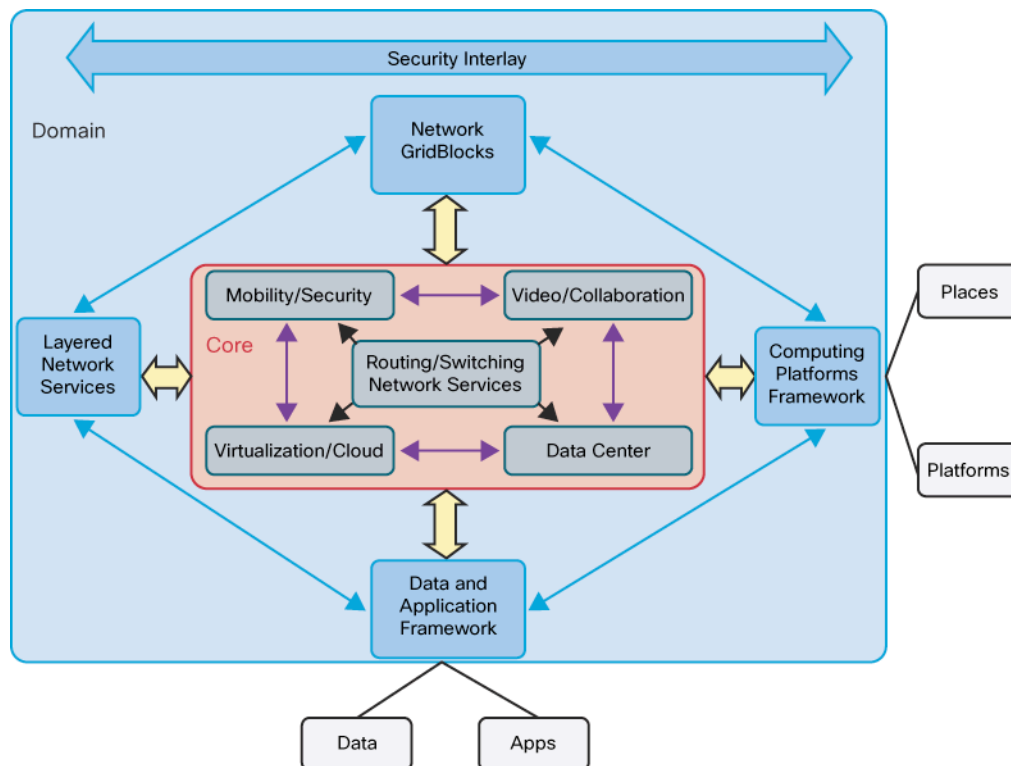 Security Interlay
Domain
Network
GridBlocks
Mobility/Security
Video/Collaboration
Places
Layered
Network
Services
Core
Routing/Switching
Network Services
Computing
Platforms
Framework
Virtualization/Cloud
Data Center
Platforms
Data and
Application
Framework
Data
Apps